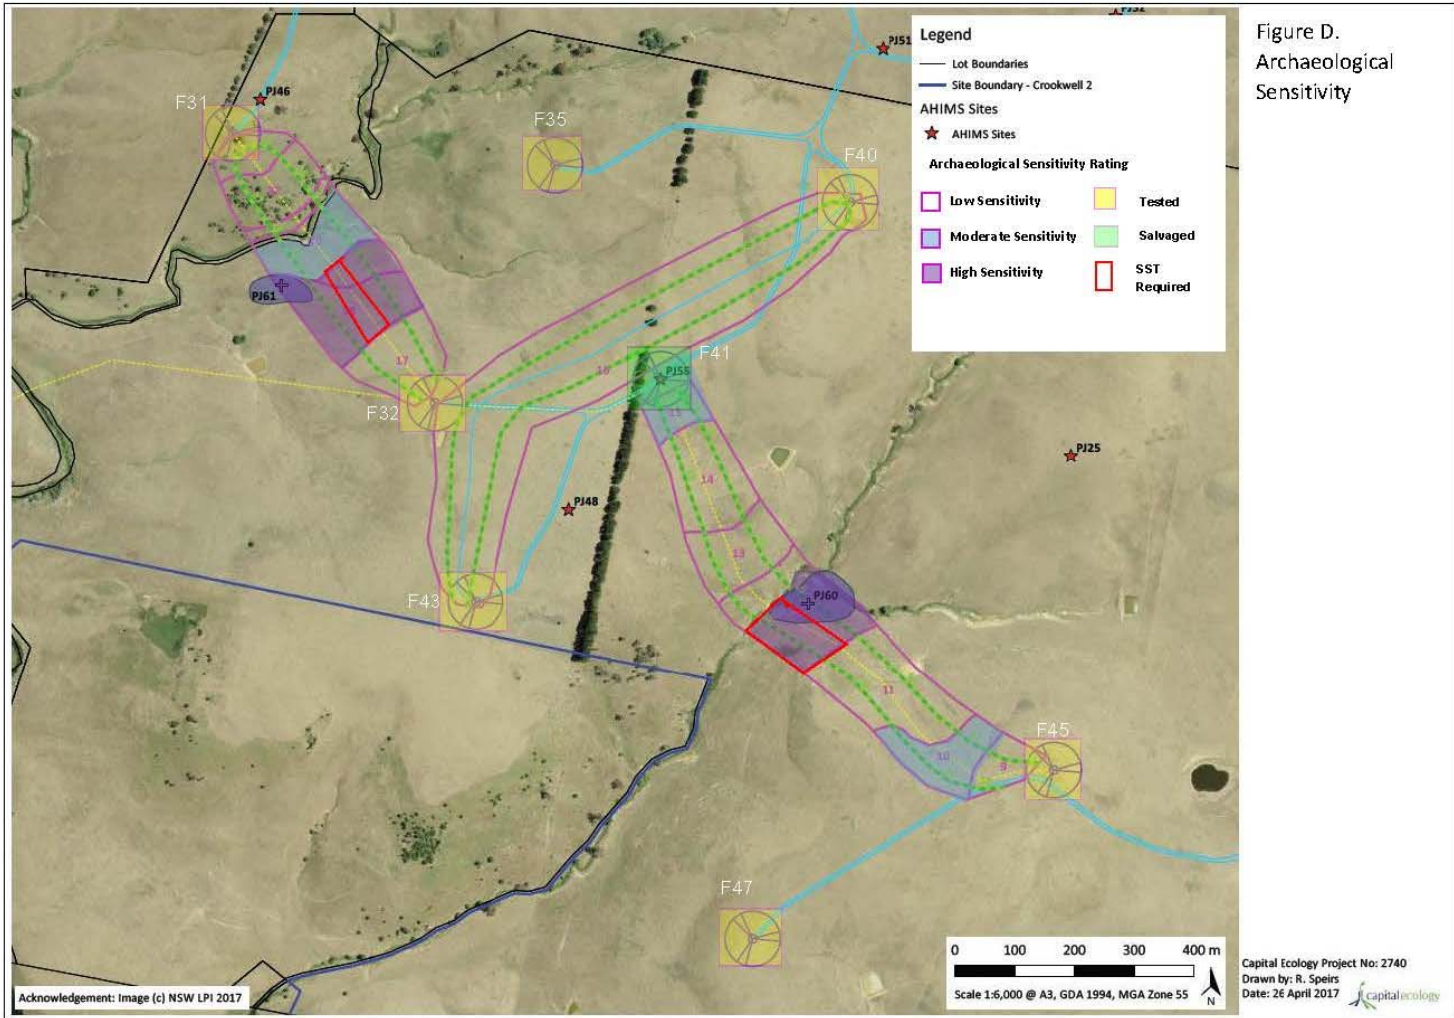 Figure D.
Archaeological
Sensitivity
Legend
Lot Boundaries
Site Boundary - Crookwell 2
AHIMS Sites
AHIMS Sites
Archaeological Sensitivity Rating
Low Sensitivity
Tested
Moderate Sensitivity
Salvaged
High Sensitivity
SST
Required
PJ51
F31
PJ46
F35
F40
PJ61
17
F32
16
F41
PJ55
15
14
PJ25
PJ48
13
F43
PJ60
11
F45
10
9
F47
0 100 200 300 400 m
Scale 1:6,000 @ A3, GDA 1994, MGA Zone 55
N
Acknowledgement: Image (c) NSW LPI 2017
Capital Ecology Project No: 2740
Drawn by: R. Speirs
Date: 26 April 2017
capitalecology